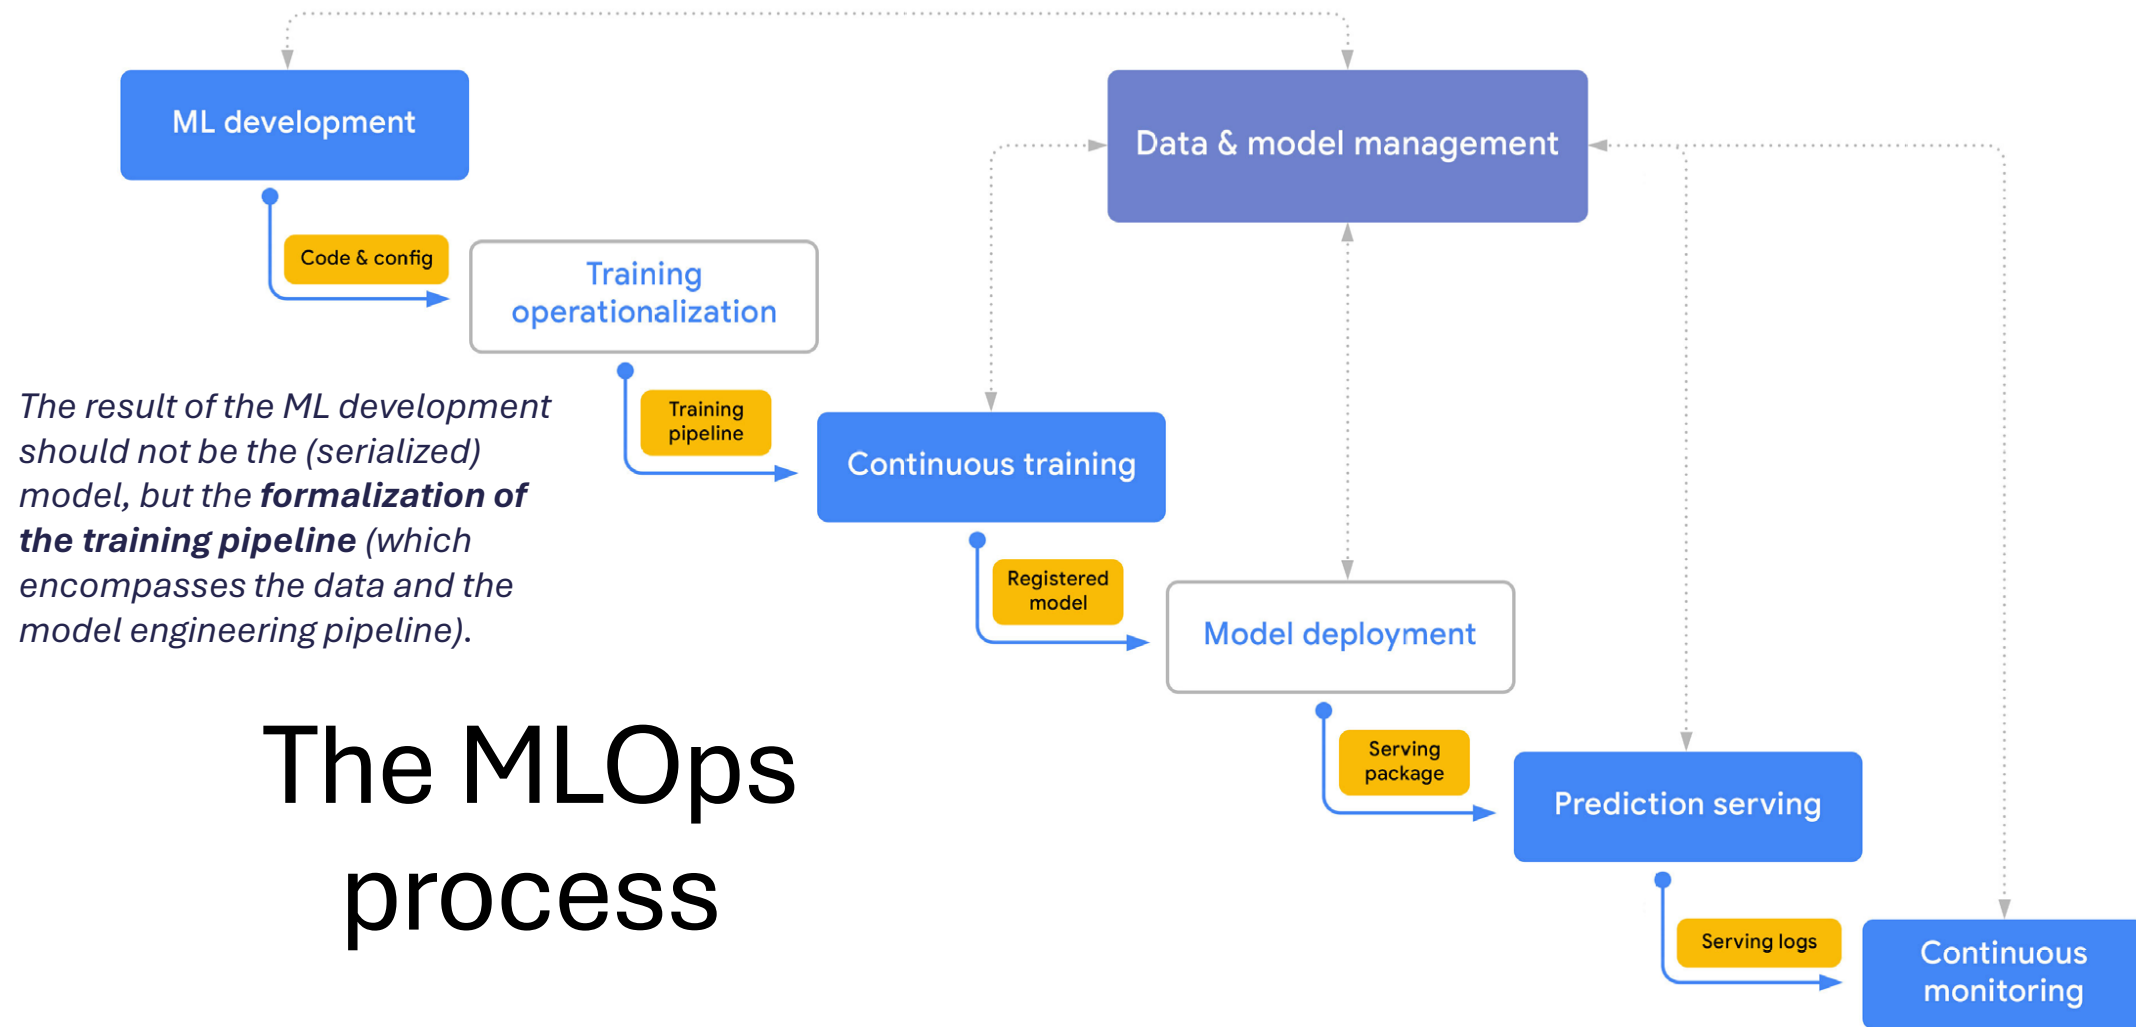 ML development
Data & model management
Code & config
Training
operationalization
The result of the ML development
should not be the (serialized)
model, but the formalization of
the training pipeline (which
encompasses the data and the
model engineering pipeline).
Training
pipeline
Continuous training
Registered
model
Model deployment
The MLOps
process
Serving
package
Prediction serving
Serving logs
Continuous
monitoring